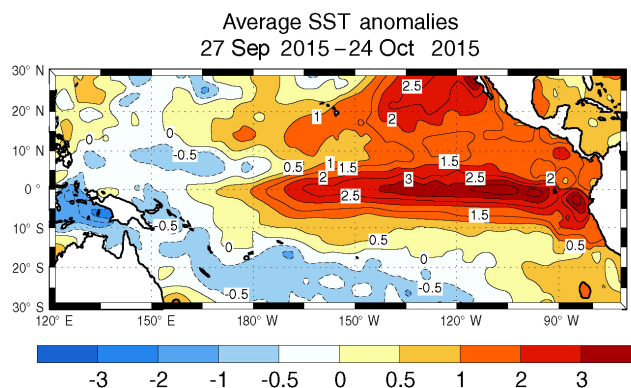 Average SST anomalies
27 Sep 2015 – 24 Oct 2015
30° N
2.5
20° N
1
2
0
0
10° N
-0.5
0.5
1
1.5
1.5
2
3
2.5
2
0°
2.5
-0.5
1.5
10° S
0
0.5
0
0.5
20° S
-0.5
-0.5
30° S
120° E
150° E
180° W
150° W
120° W
90° W
-3
-2
-1
-0.5
0
0.5
1
2
3